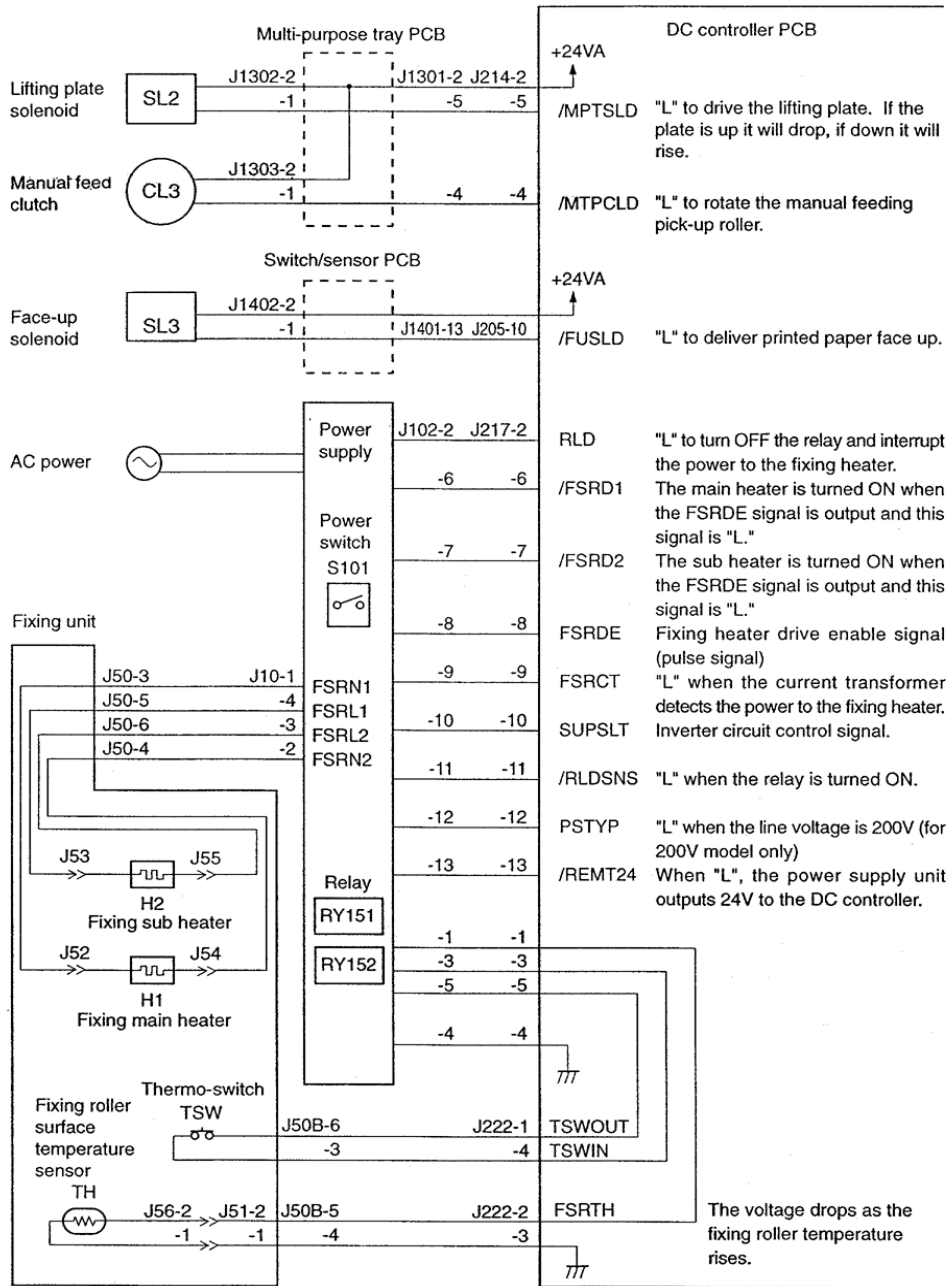 Multi-purpose tray PCB
DC controller PCB
+24VA
Lifting plate
solenoid
SL2
J1302-2
J1301-2 J214-2
-1
-5
-5
/MPTSLD
"L" to drive the lifting plate. If the
plate is up it will drop, if down it will
rise.
Manual feed
clutch
CL3
J1303-2
-1
-4
-4
/MTPCLD
"L" to rotate the manual feeding
pick-up roller.
Switch/sensor PCB
+24VA
Face-up
solenoid
SL3
J1402-2
-1
J1401-13 J205-10
/FUSLD
"L" to deliver printed paper face up.
AC power
Power
supply
J102-2 J217-2
RLD
"L" to turn OFF the relay and interrupt
the power to the fixing heater.
-6
-6
/FSRD1
The main heater is turned ON when
the FSRDE signal is output and this
signal is "L."
Power
switch
S101
-7
-7
/FSRD2
The sub heater is turned ON when
the FSRDE signal is output and this
signal is "L."
-8
-8
FSRDE
Fixing heater drive enable signal
(pulse signal)
Fixing unit
J50-3
J10-1
FSRN1
J50-5
-4
FSRL1
J50-6
-3
FSRL2
J50-4
-2
FSRN2
-9
-9
FSRCT
"L" when the current transformer
detects the power to the fixing heater.
-10
-10
SUPSLT
Inverter circuit control signal.
-11
-11
/RLDSNS
"L" when the relay is turned ON.
-12
-12
PSTYP
"L" when the line voltage is 200V (for
200V model only)
-13
-13
/REMT24
When "L", the power supply unit
outputs 24V to the DC controller.
J53
J55
H2
Fixing sub heater
J52
J54
H1
Fixing main heater
Relay
RY151
RY152
-1
-1
-3
-3
-5
-5
-4
-4
Thermo-switch
TSW
J50B-6
J222-1
TSWOUT
-3
-4
TSWIN
Fixing roller
surface
temperature
sensor
TH
J56-2
J51-2
J50B-5
J222-2
FSRTH
-1
-1
-4
-3
The voltage drops as the
fixing roller temperature
rises.